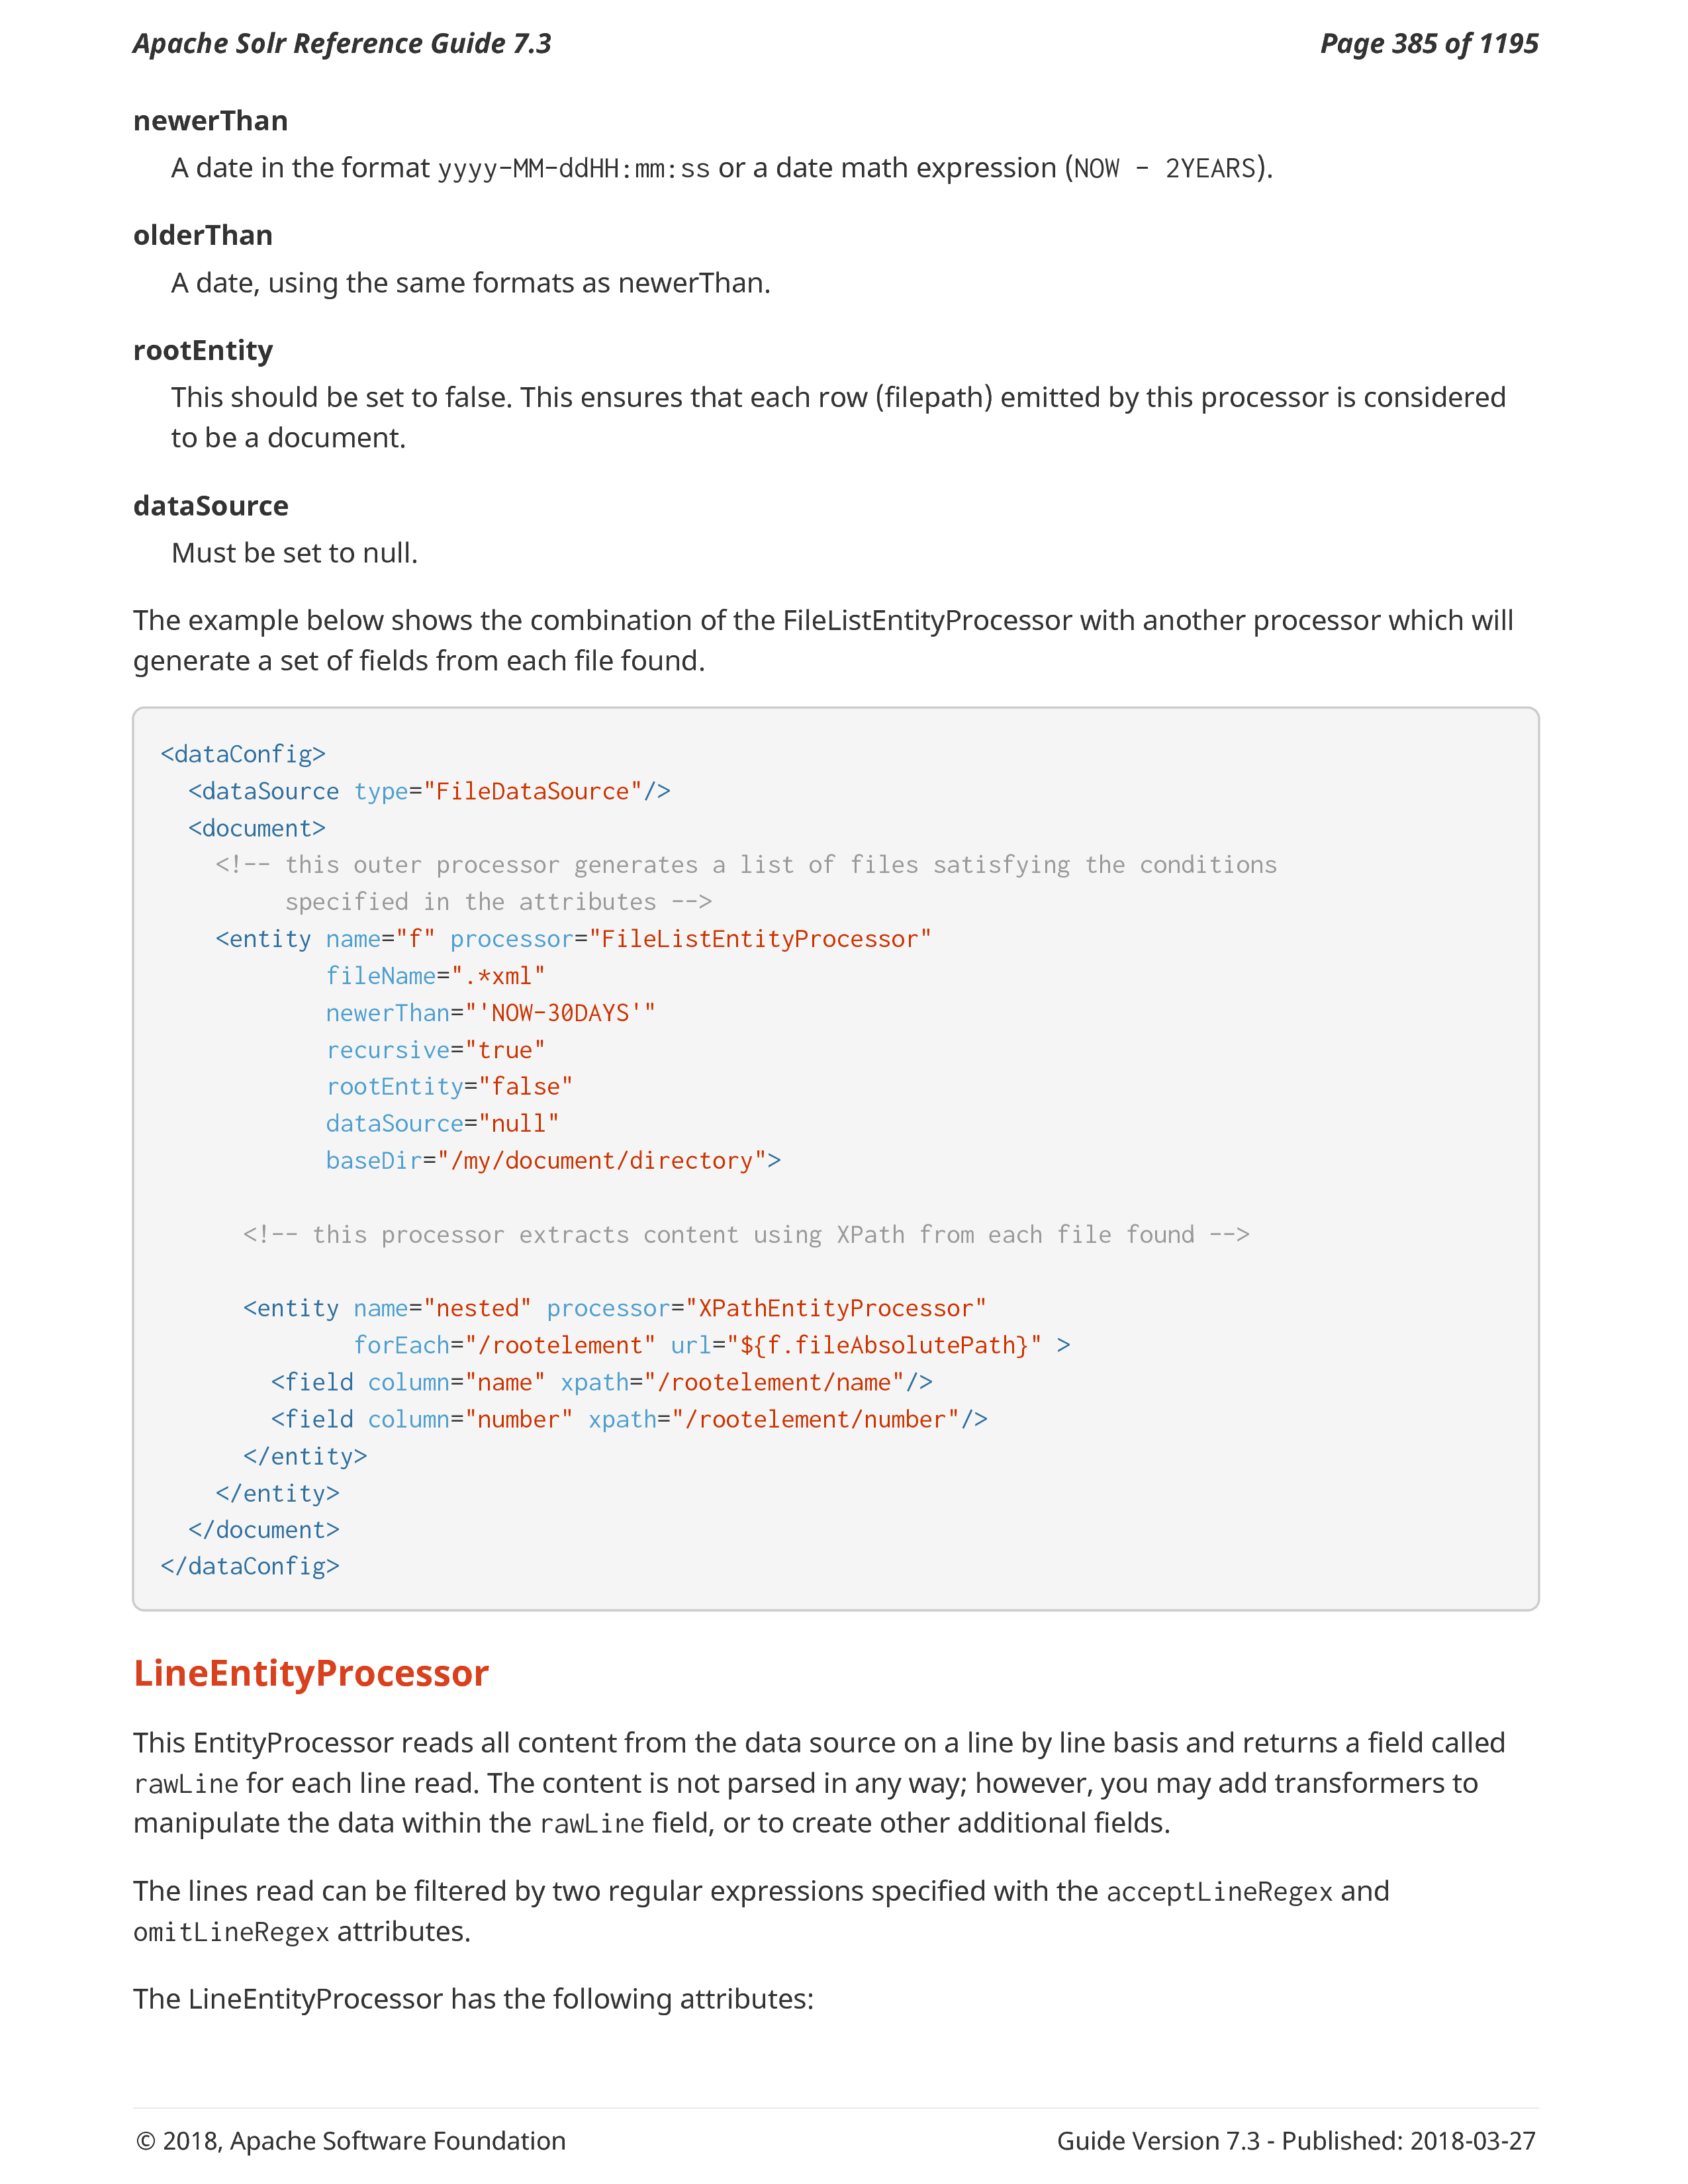 Apache Solr Reference Guide 7.3
Page 385 of 1195
newerThan
A date in the format yyyy-MM-ddHH:mm:ss or a date math expression (NOW - 2YEARS).
olderThan
A date, using the same formats as newerThan.
rootEntity
This should be set to false. This ensures that each row (filepath) emitted by this processor is considered
to be a document.
dataSource
Must be set to null.
The example below shows the combination of the FileListEntityProcessor with another processor which will
generate a set of fields from each file found.
<dataConfig>
  <dataSource type="FileDataSource"/>
  <document>
    <!-- this outer processor generates a list of files satisfying the conditions
         specified in the attributes -->
    <entity name="f" processor="FileListEntityProcessor"
            fileName=".*xml"
            newerThan="'NOW-30DAYS'"
            recursive="true"
            rootEntity="false"
            dataSource="null"
            baseDir="/my/document/directory">
      <!-- this processor extracts content using XPath from each file found -->
      <entity name="nested" processor="XPathEntityProcessor"
              forEach="/rootelement" url="${f.fileAbsolutePath}" >
        <field column="name" xpath="/rootelement/name"/>
        <field column="number" xpath="/rootelement/number"/>
      </entity>
    </entity>
  </document>
</dataConfig>
LineEntityProcessor
This EntityProcessor reads all content from the data source on a line by line basis and returns a field called
rawLine for each line read. The content is not parsed in any way; however, you may add transformers to
manipulate the data within the rawLine field, or to create other additional fields.
The lines read can be filtered by two regular expressions specified with the acceptLineRegex and
omitLineRegex attributes.
The LineEntityProcessor has the following attributes:
© 2018, Apache Software Foundation
Guide Version 7.3 - Published: 2018-03-27